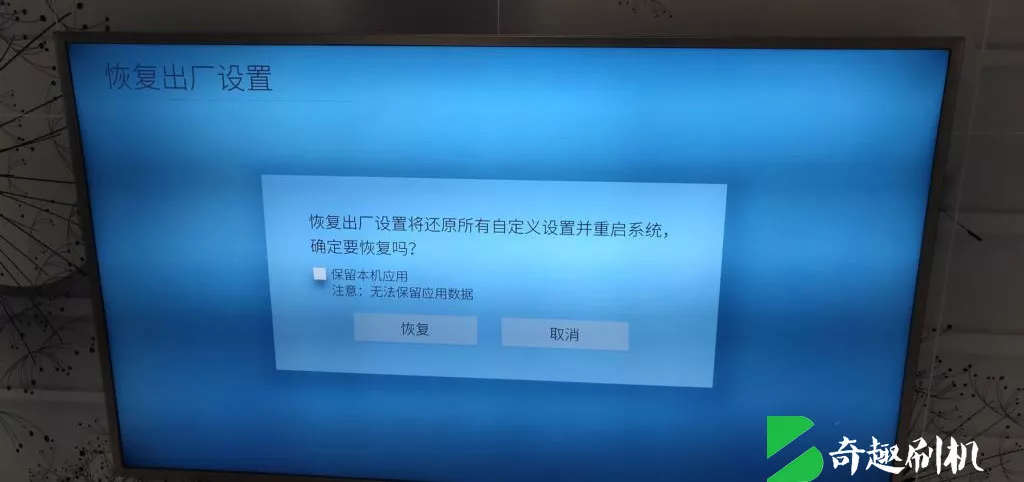 恢复出厂设置
恢复出厂设置将还原所有自定义设置并重启系统，
确定要恢复吗？
保留本机应用
注意：无法保留应用数据
恢复
取消
奇趣刷机